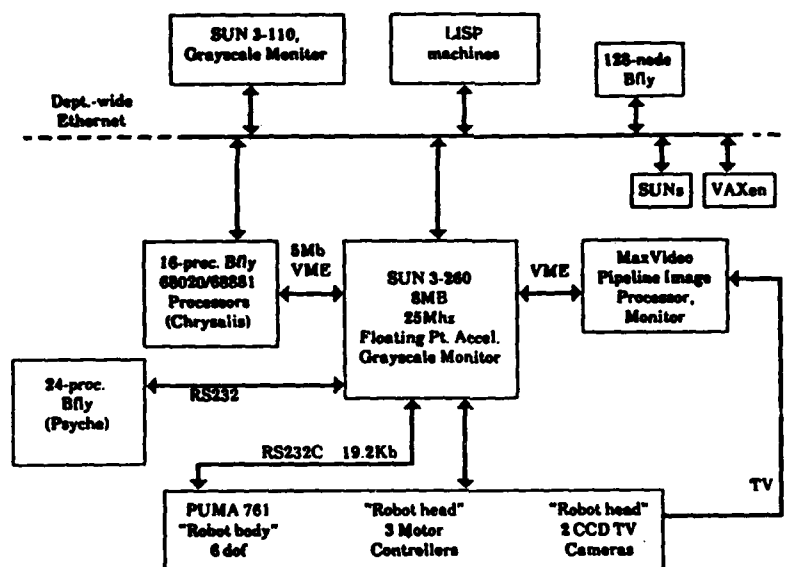 SUN 3-110,
Grayscale Monitor
LISP
machines
128-node
Bfly
Dept.-wide
Ethernet
SUNs
VAXen
16-proc. Bfly
68020/68881
Processors
(Chrysalis)
5Mb
VME
SUN 3-260
8MB
25Mhz
Floating Pt. Accel.
Grayscale Monitor
VME
MaxVideo
Pipeline Image
Processor,
Monitor
24-proc.
Bfly
(Psyche)
RS232
RS232C 19.2Kb
TV
PUMA 761
"Robot body"
6 dof
"Robot head"
3 Motor
Controllers
"Robot head"
2 CCD TV
Cameras